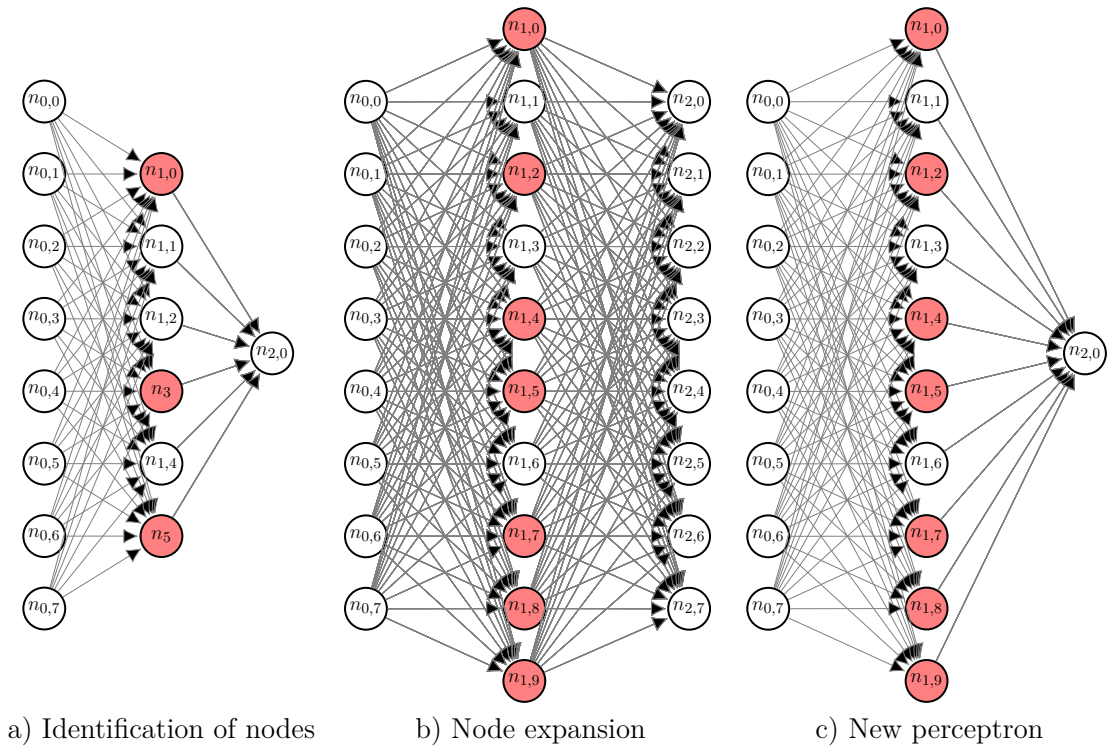 n0,0
n0,1
n0,2
n0,3
n0,4
n0,5
n0,6
n0,7
n1,0
n1,1
n1,2
n3
n1,4
n5
n2,0
a) Identification of nodes
n0,0
n0,1
n0,2
n0,3
n0,4
n0,5
n0,6
n0,7
n1,0
n1,1
n1,2
n1,3
n1,4
n1,5
n1,6
n1,7
n1,8
n1,9
n2,0
n2,1
n2,2
n2,3
n2,4
n2,5
n2,6
n2,7
b) Node expansion
n0,0
n0,1
n0,2
n0,3
n0,4
n0,5
n0,6
n0,7
n1,0
n1,1
n1,2
n1,3
n1,4
n1,5
n1,6
n1,7
n1,8
n1,9
n2,0
c) New perceptron